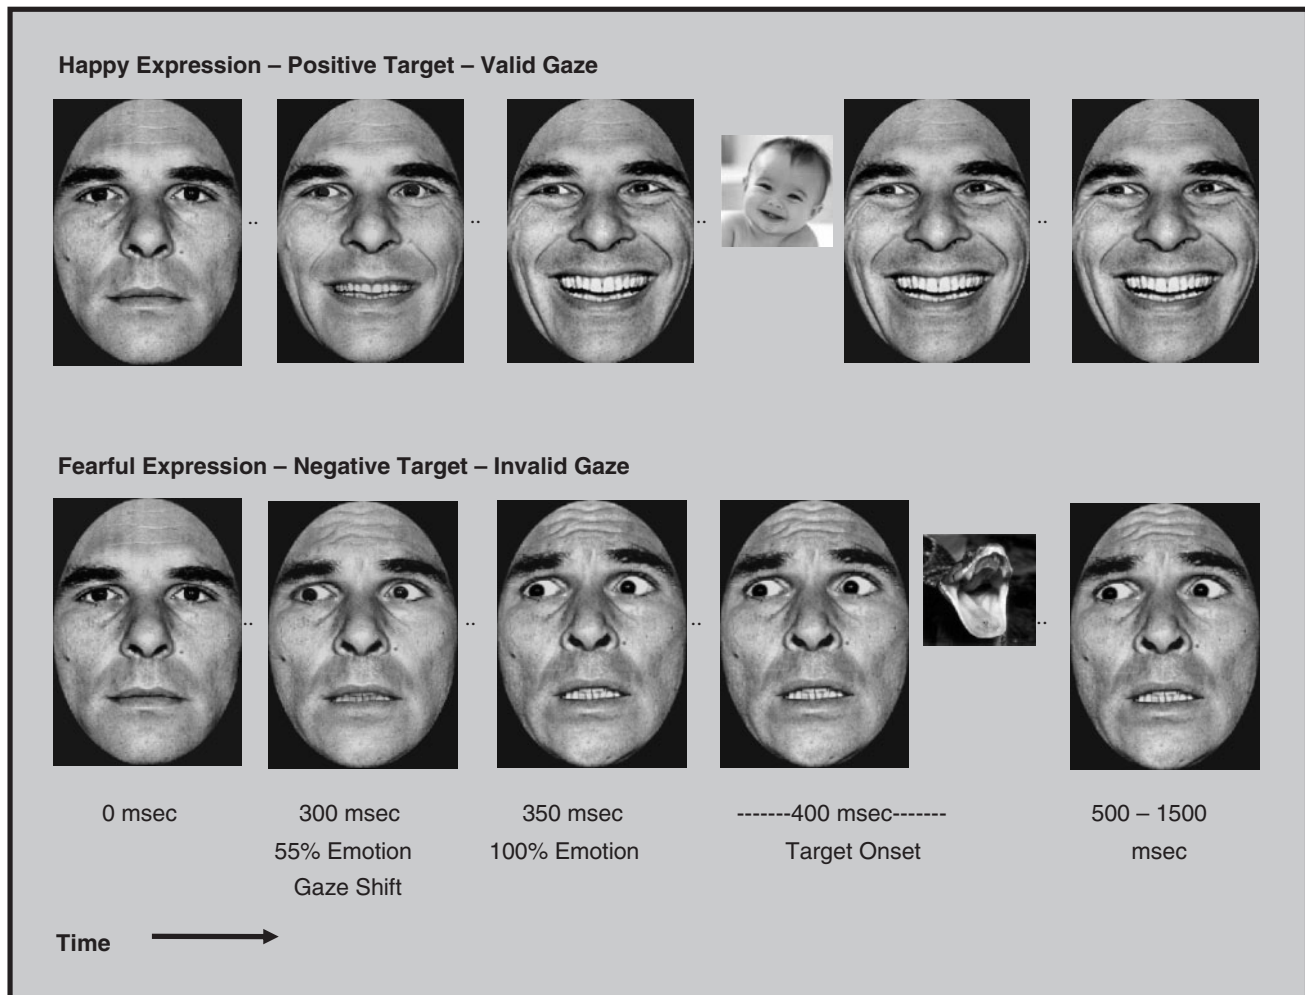 Happy Expression – Positive Target – Valid Gaze
.. .. .. ..
Fearful Expression – Negative Target – Invalid Gaze
.. .. .. ..
0 msec 300 msec 350 msec -------400 msec------- 500 – 1500
55% Emotion 100% Emotion Target Onset msec
Gaze Shift
Time